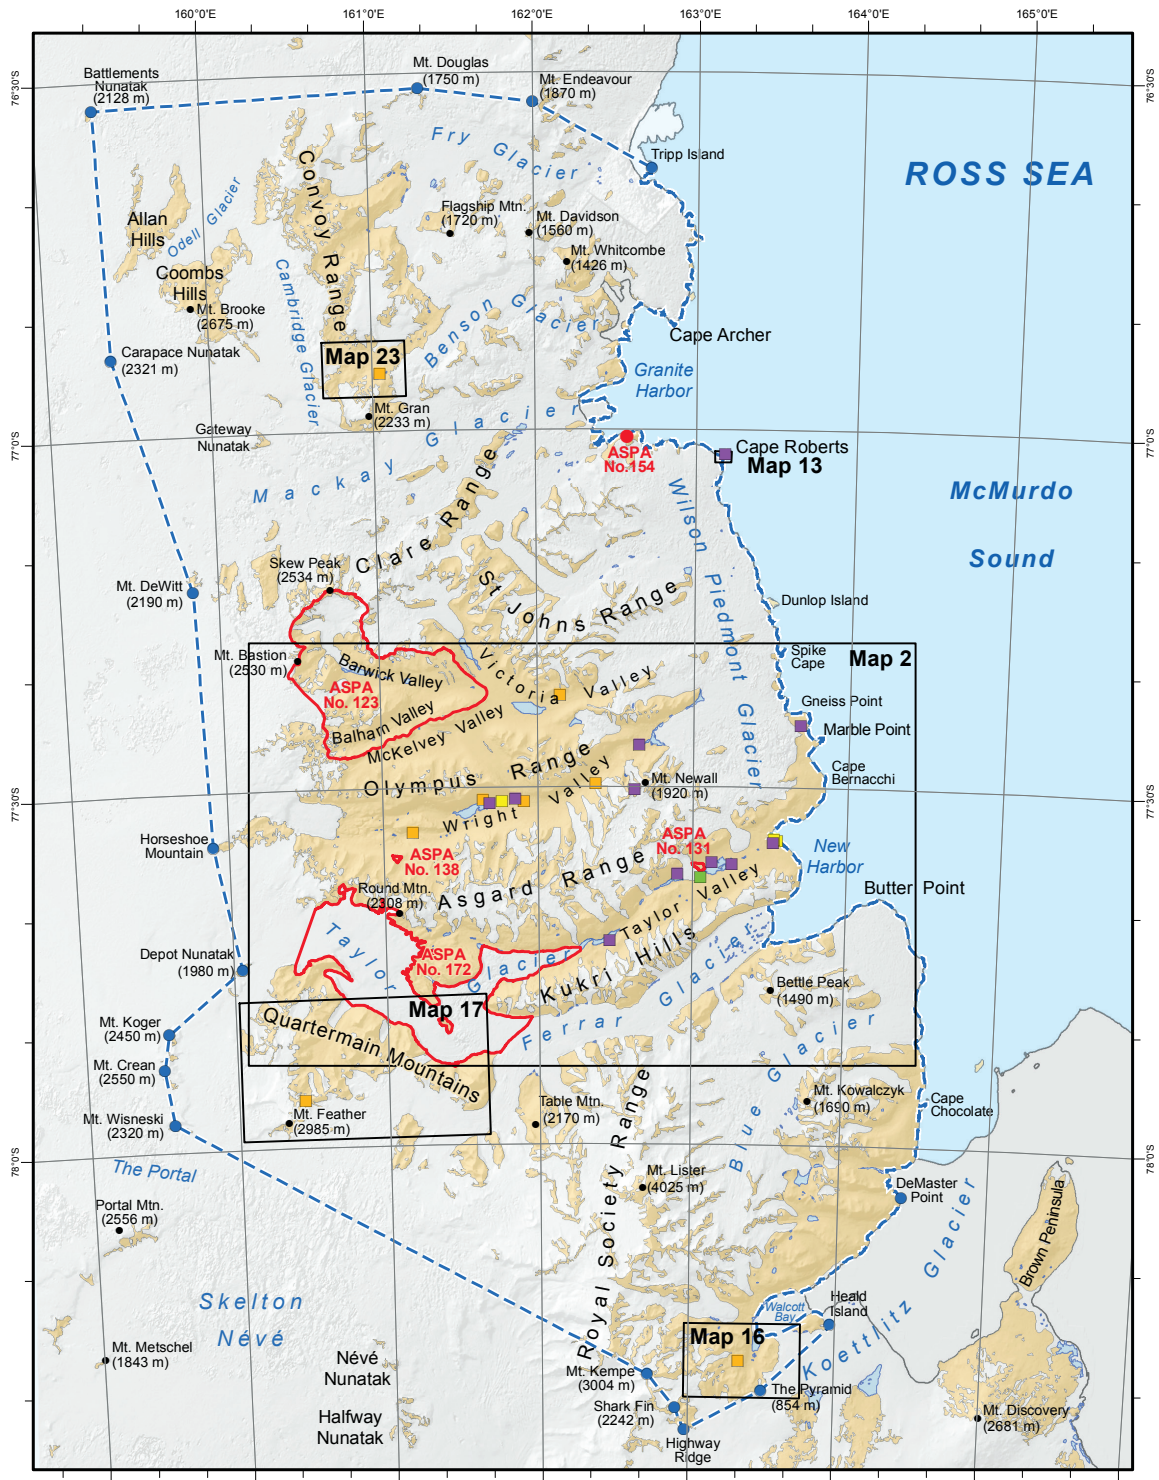 160°0'E
161°0'E
162°0'E
163°0'E
164°0'E
165°0'E
76°30'S
76°30'S
Battlements
Nunatak
(2128 m)
Mt. Douglas
(1750 m)
Mt. Endeavour
(1870 m)
Tripp Island
Fry Glacier
ROSS SEA
Convoy Range
Allan
Hills
Odell Glacier
Flagship Mtn.
(1720 m)
Mt. Davidson
(1560 m)
Mt. Whitcombe
(1426 m)
Coombs
Hills
Mt. Brooke
(2675 m)
Cambridge Glacier
Benson Glacier
Cape Archer
Carapace Nunatak
(2321 m)
Map 23
Granite
Harbor
Mt. Gran
(2233 m)
Gateway
Nunatak
Mackay Glacier
77°0'S
77°0'S
ASPA
No.154
Cape Roberts
Map 13
McMurdo
Sound
Clare Range
Wilson Piedmont Glacier
Skew Peak
(2534 m)
St Johns Range
Mt. DeWitt
(2190 m)
Dunlop Island
Mt. Bastion
(2530 m)
Barwick Valley
Victoria Valley
Spike
Cape
Map 2
ASPA
No. 123
Balham Valley
McKelvey Valley
Gneiss Point
Marble Point
Olympus Range
Cape
Bernacchi
Mt. Newall
(1920 m)
77°30'S
77°30'S
Wright Valley
Horseshoe
Mountain
ASPA
No. 138
ASPA
No. 131
New
Harbor
Round Mtn.
(2308 m)
Asgard Range
Taylor Valley
Butter Point
Taylor Glacier
ASPA
No. 172
Kukri Hills
Depot Nunatak
(1980 m)
Bettle Peak
(1490 m)
Ferrar Glacier
Map 17
Mt. Koger
(2450 m)
Quartermain Mountains
Mt. Crean
(2550 m)
Blue Glacier
Mt. Wisneski
(2320 m)
Mt. Feather
(2985 m)
Table Mtn.
(2170 m)
Mt. Kowalczyk
(1690 m)
Cape
Chocolate
78°0'S
78°0'S
The Portal
Royal Society Range
Mt. Lister
(4025 m)
DeMaster
Point
Portal Mtn.
(2556 m)
Brown Peninsula
Skelton
Névé
Walcott
Bay
Heald
Island
Koettlitz Glacier
Map 16
Mt. Metschel
(1843 m)
Névé
Nunatak
Mt. Kempe
(3004 m)
The Pyramid
(854 m)
Shark Fin
(2242 m)
Mt. Discovery
(2681 m)
Halfway
Nunatak
Highway
Ridge